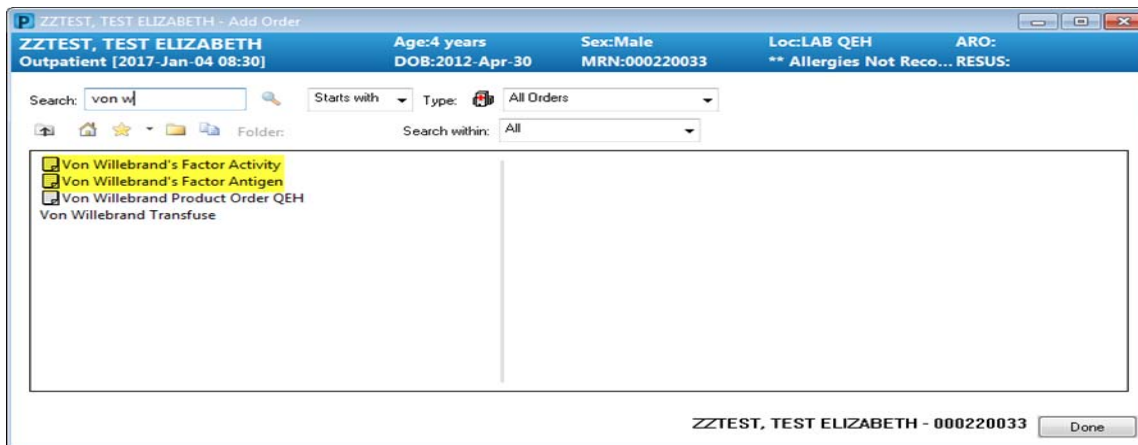 P ZZTEST, TEST ELIZABETH - Add Order
ZZTEST, TEST ELIZABETH Age:4 years Sex:Male Loc:LAB QEH ARO:
Outpatient [2017-Jan-04 08:30] DOB:2012-Apr-30 MRN:000220033 ** Allergies Not Reco... RESUS:
Search: von w Starts with Type: All Orders
Folder: Search within: All
Von Willebrand's Factor Activity
Von Willebrand's Factor Antigen
Von Willebrand Product Order QEH
Von Willebrand Transfuse
ZZTEST, TEST ELIZABETH - 000220033 Done